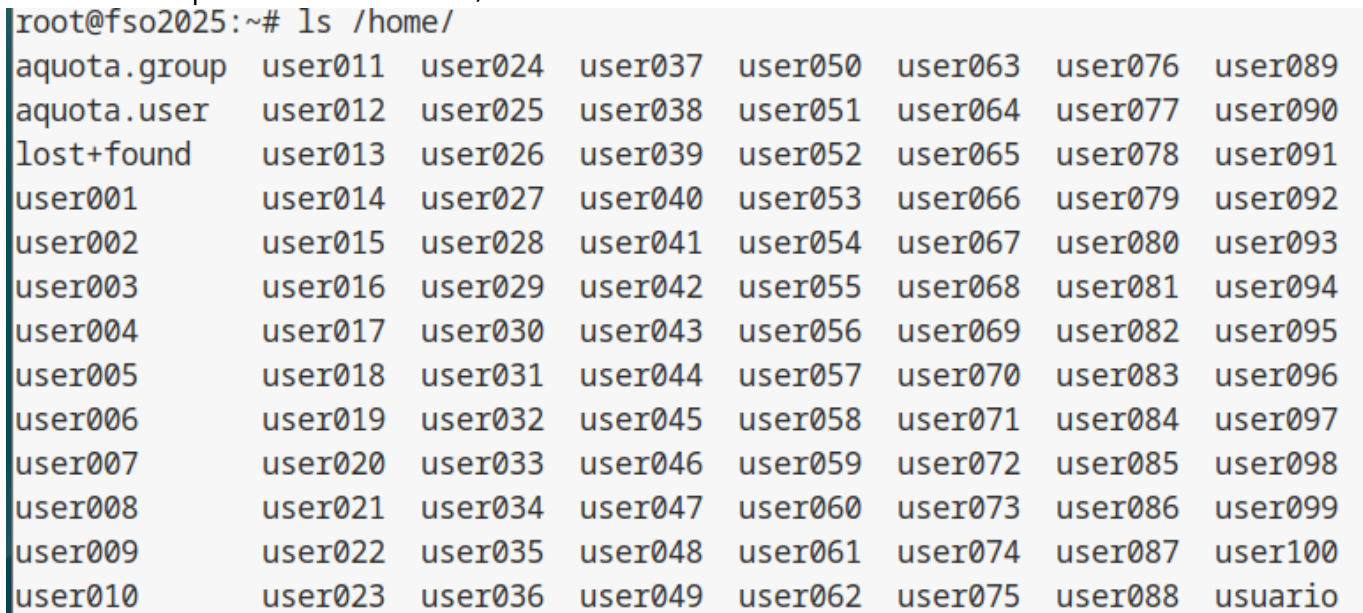 root@fso2025:~# ls /home/
aquota.group user011 user024 user037 user050 user063 user076 user089
aquota.user user012 user025 user038 user051 user064 user077 user090
lost+found user013 user026 user039 user052 user065 user078 user091
user001 user014 user027 user040 user053 user066 user079 user092
user002 user015 user028 user041 user054 user067 user080 user093
user003 user016 user029 user042 user055 user068 user081 user094
user004 user017 user030 user043 user056 user069 user082 user095
user005 user018 user031 user044 user057 user070 user083 user096
user006 user019 user032 user045 user058 user071 user084 user097
user007 user020 user033 user046 user059 user072 user085 user098
user008 user021 user034 user047 user060 user073 user086 user099
user009 user022 user035 user048 user061 user074 user087 user100
user010 user023 user036 user049 user062 user075 user088 usuario